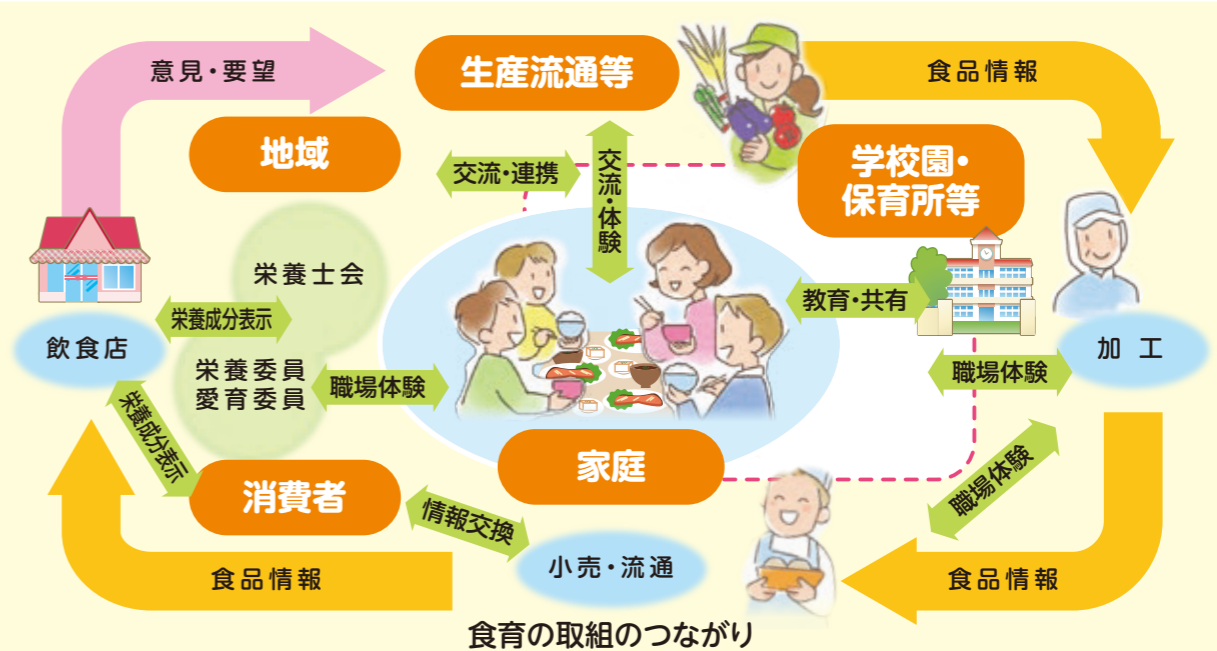 意見・要望
生産流通等
食品情報
地域
交流・連携
交流・体験
学校園・
保育所等
栄養士会
教育・共有
栄養成分表示
飲食店
加工
栄養委員
愛育委員
職場体験
職場体験
栄養成分表示
家庭
消費者
職場体験
情報交換
小売・流通
食品情報
食品情報
食育の取組のつながり